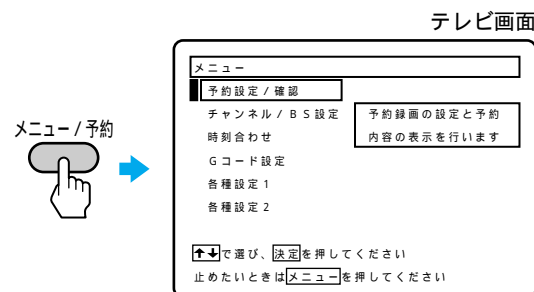 テレビ画面
メニュー
予約設定/確認
チャンネル/BS設定
予約録画の設定と予約
内容の表示を行います
時刻合わせ
Gコード設定
各種設定1
各種設定2
↑↓で選び、決定を押してください
止めたいときはメニューを押してください
メニュー/予約